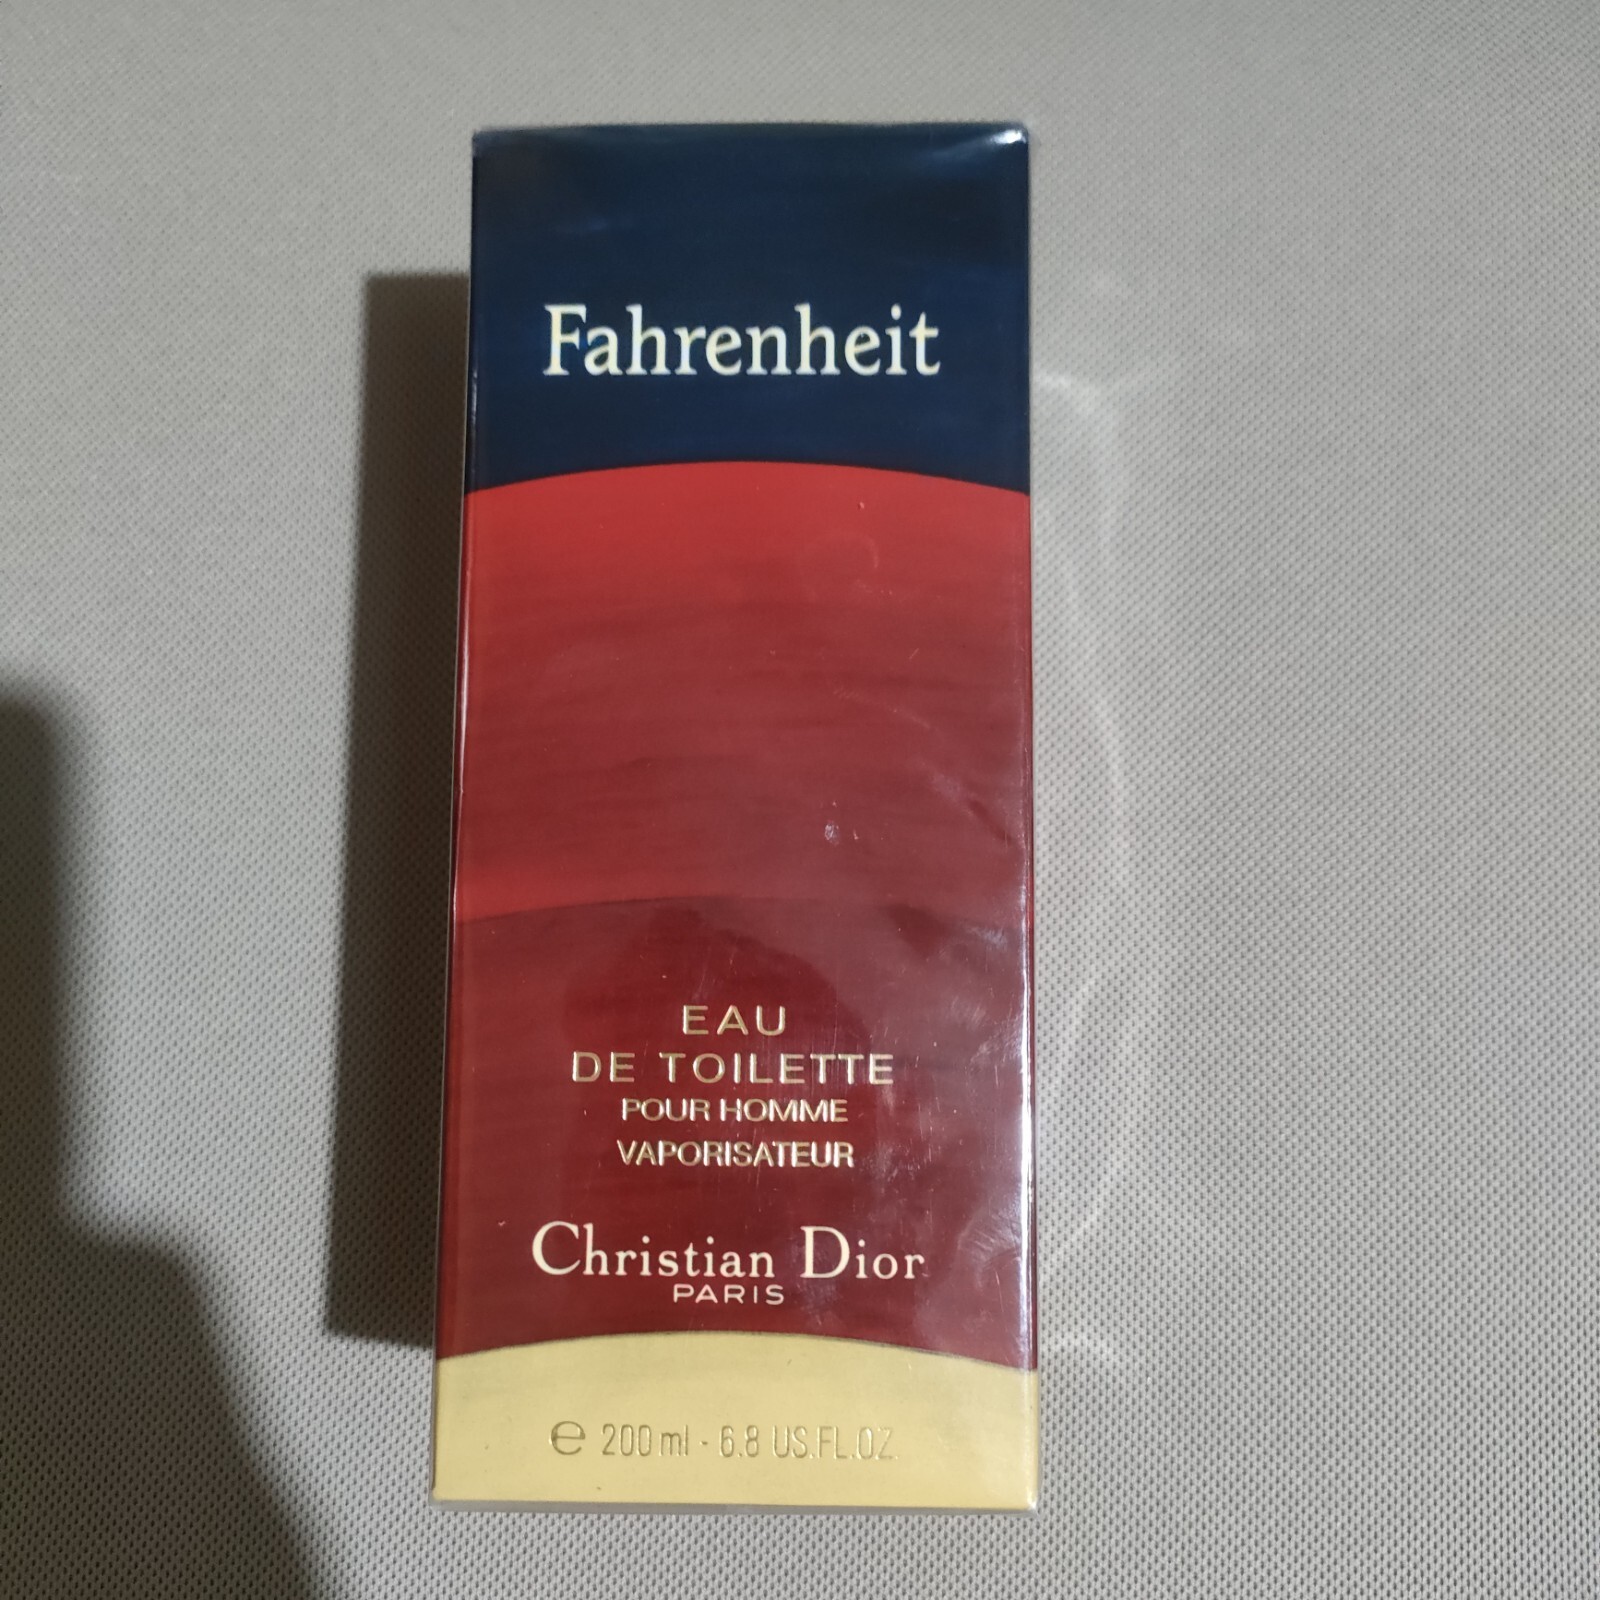 Fahrenheit
EAU
DE TOILETTE
POUR HOMME
VAPORISATEUR
Christian Dior
PARIS
℮ 200 ml - 6.8 US.FL.OZ.